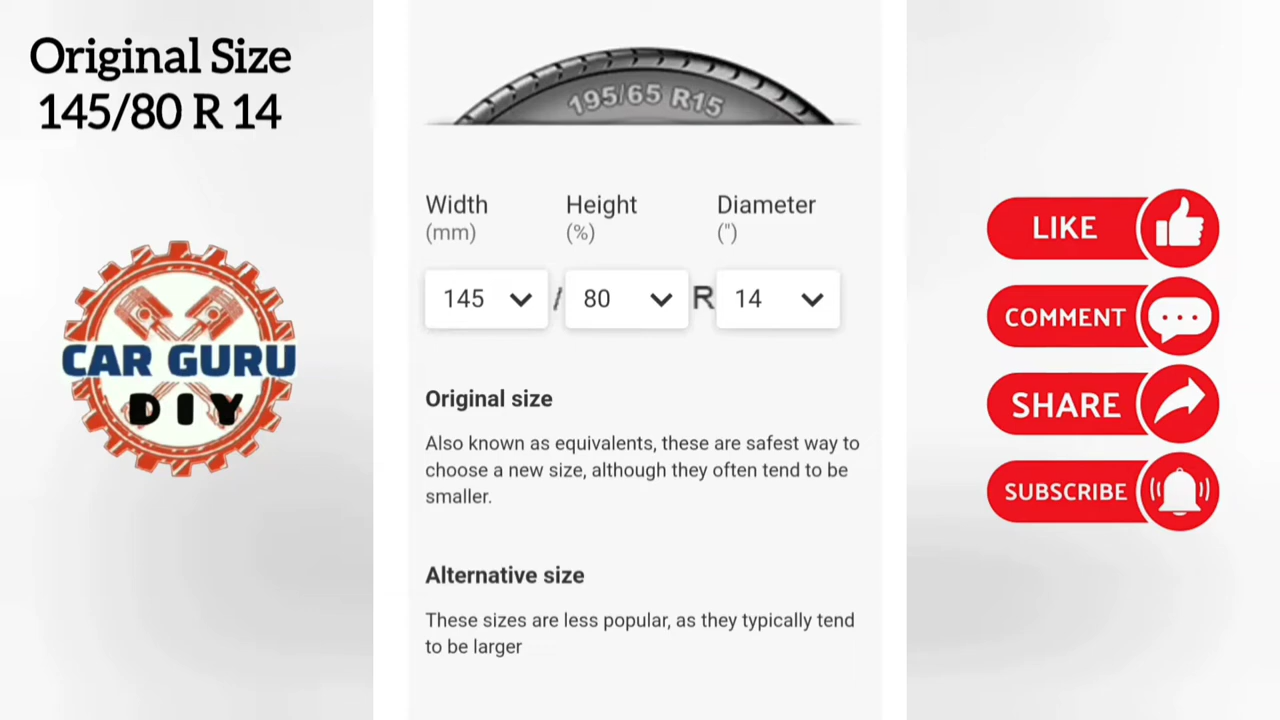 Original Size
145/80 R 14
CAR GURU
DIY
195/65 R15
Width
(mm)
Height
(%)
Diameter
(")
145 / 80 R 14
Original size
Also known as equivalents, these are safest way to
choose a new size, although they often tend to be
smaller.
Alternative size
These sizes are less popular, as they typically tend
to be larger
LIKE
COMMENT
SHARE
SUBSCRIBE